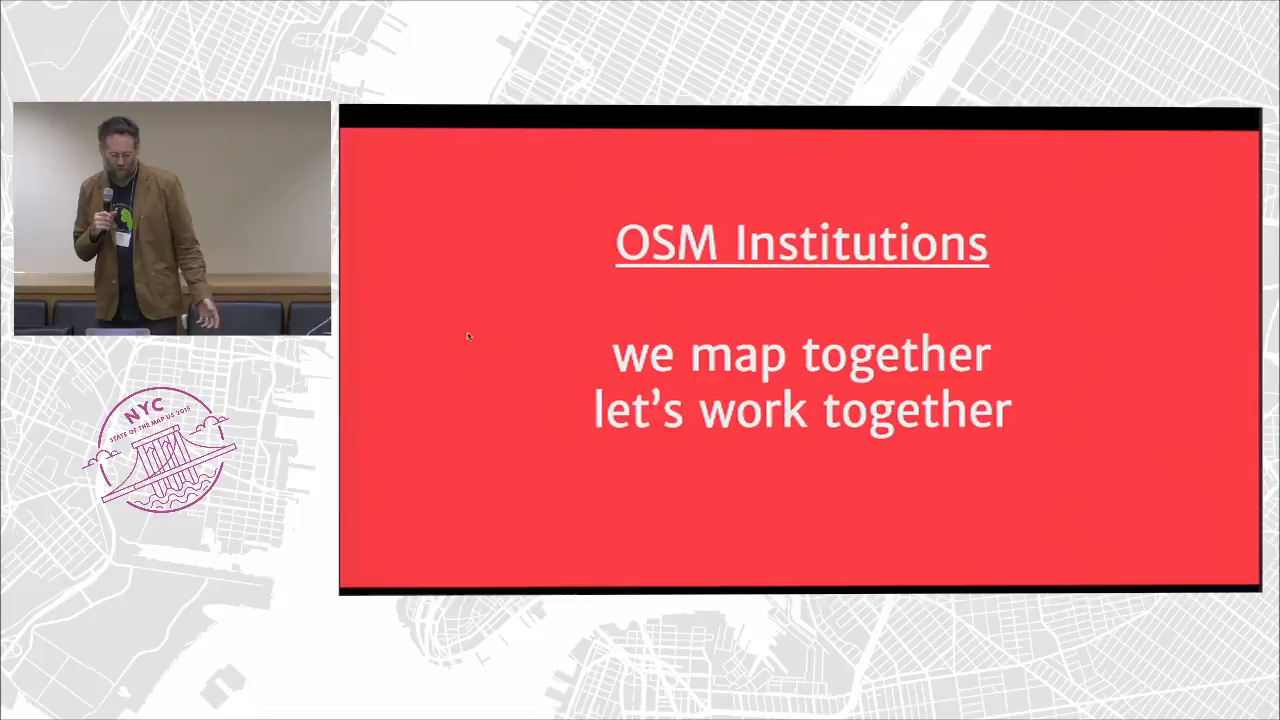 OSM Institutions
we map together
let's work together
NYC
STATE OF THE MAP US 2015